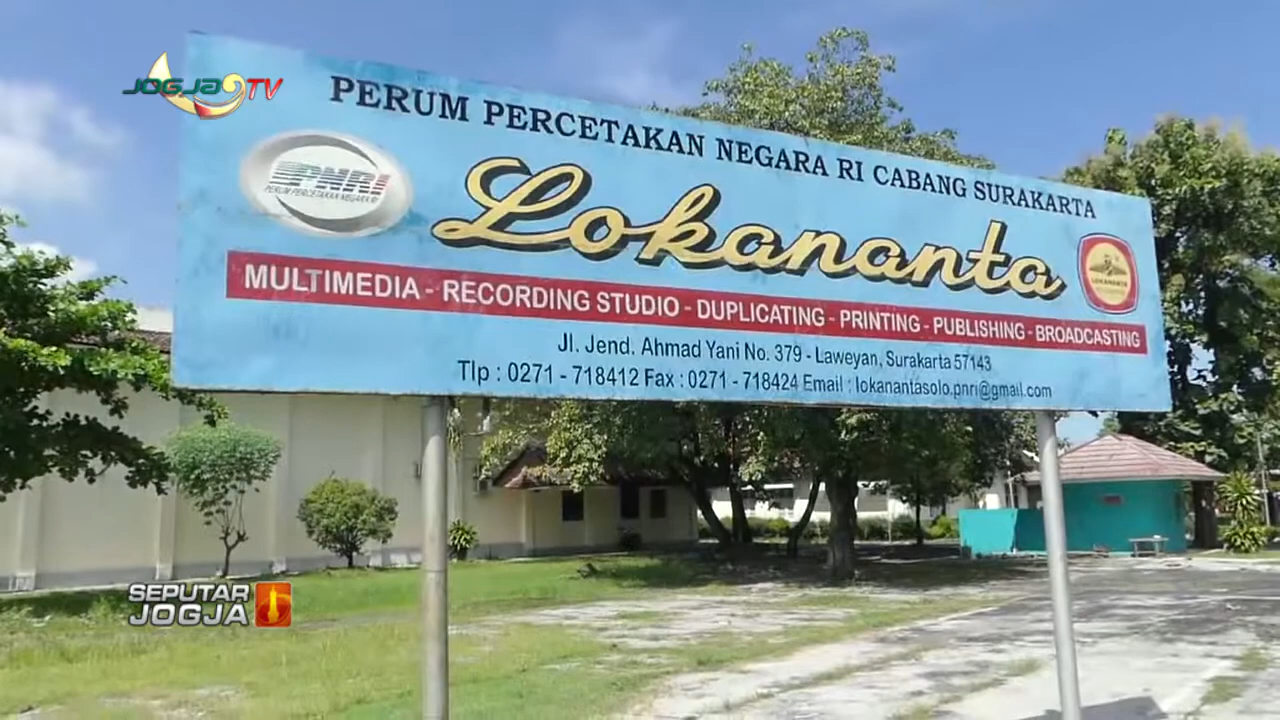 JOGJA TV
PERUM PERCETAKAN NEGARA RI CABANG SURAKARTA
PNRI
PERUM PERCETAKAN NEGARA RI
Lokananta
LOKANANTA
MULTIMEDIA - RECORDING STUDIO - DUPLICATING - PRINTING - PUBLISHING - BROADCASTING
Jl. Jend. Ahmad Yani No. 379 - Laweyan, Surakarta 57143
Tlp : 0271 - 718412 Fax : 0271 - 718424 Email : lokanantasolo.pnri@gmail.com
SEPUTAR
JOGJA